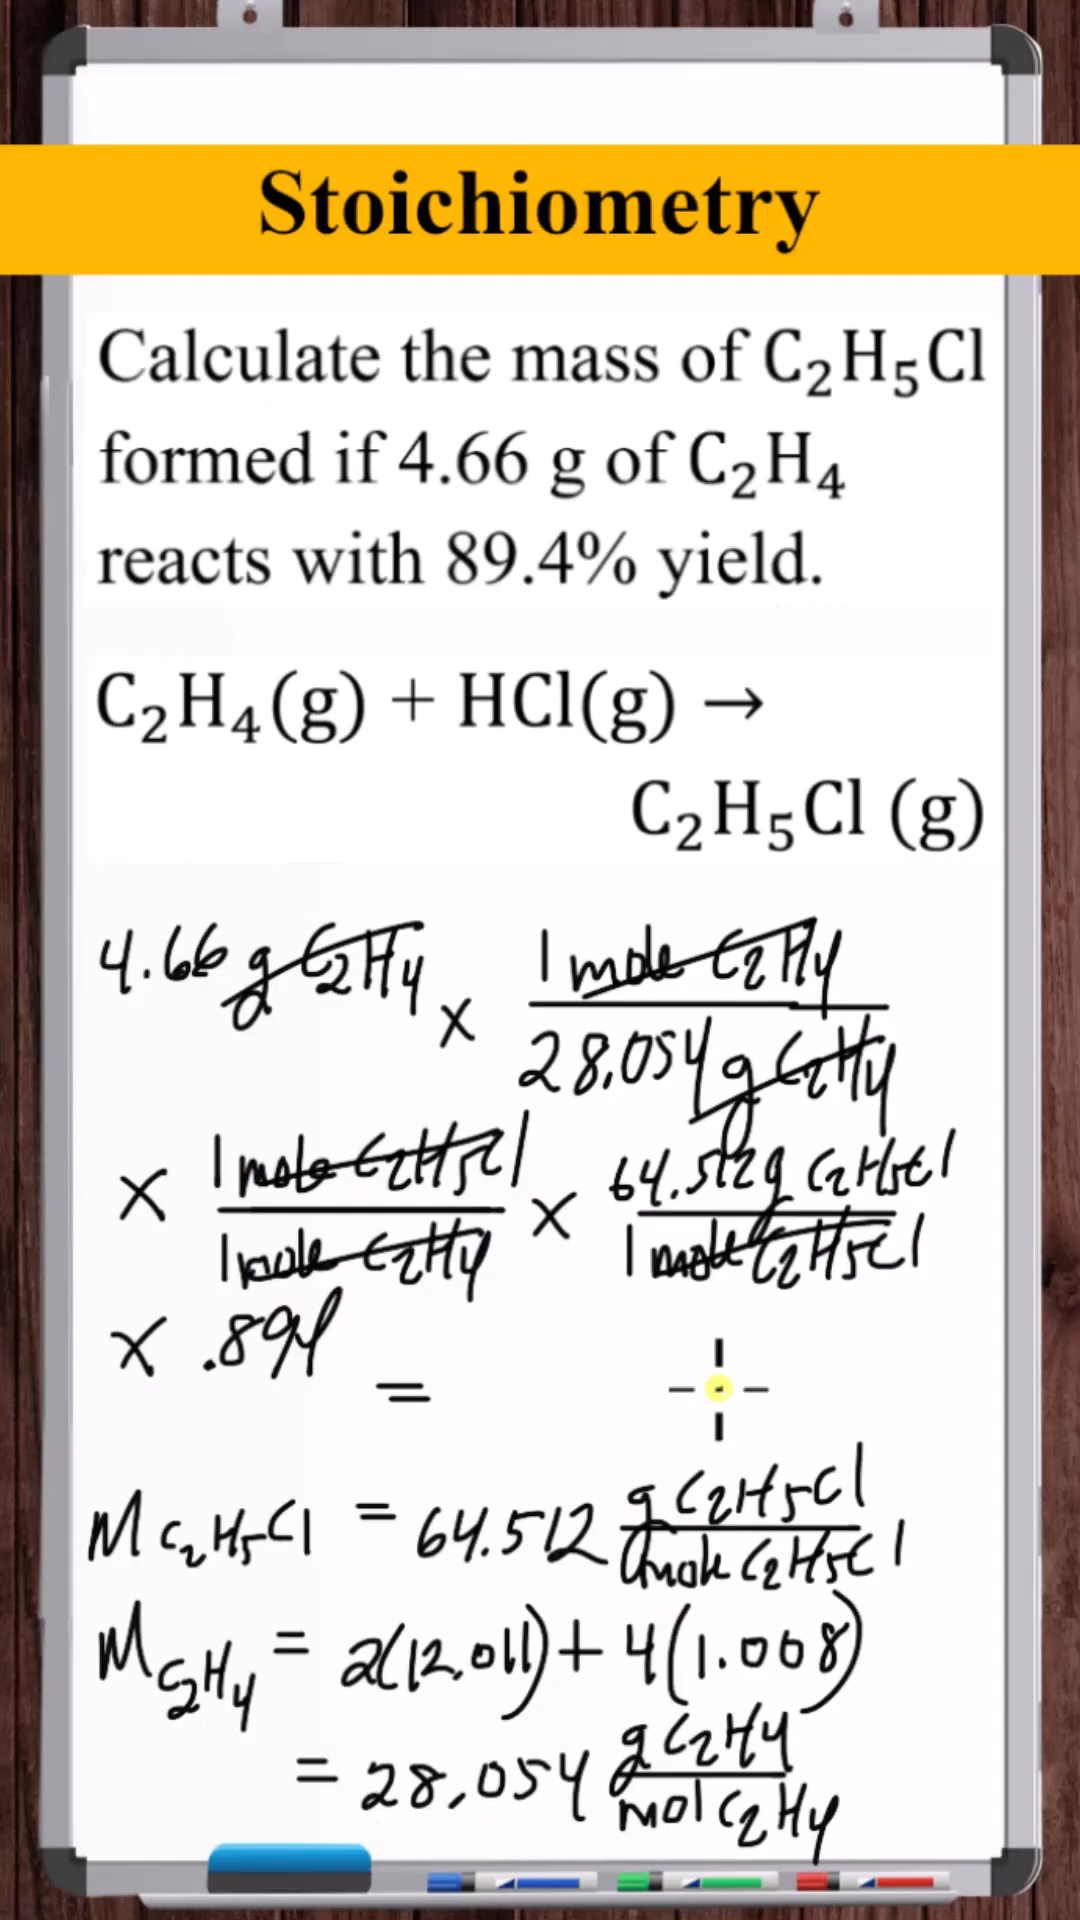 Stoichiometry
Calculate the mass of C₂H₅Cl
formed if 4.66 g of C₂H₄
reacts with 89.4% yield.
C₂H₄(g) + HCl(g) →
C₂H₅Cl (g)
4.66 g C₂H₄ × 1 mole C₂H₄ / 28.054 g C₂H₄
× 1 mole C₂H₅Cl / 1 mole C₂H₄ × 64.512 g C₂H₅Cl / 1 mole C₂H₅Cl
× .894 =
M C₂H₅Cl = 64.512 g C₂H₅Cl / mole C₂H₅Cl
M C₂H₄ = 2(12.011) + 4(1.008)
= 28.054 g C₂H₄ / mol C₂H₄